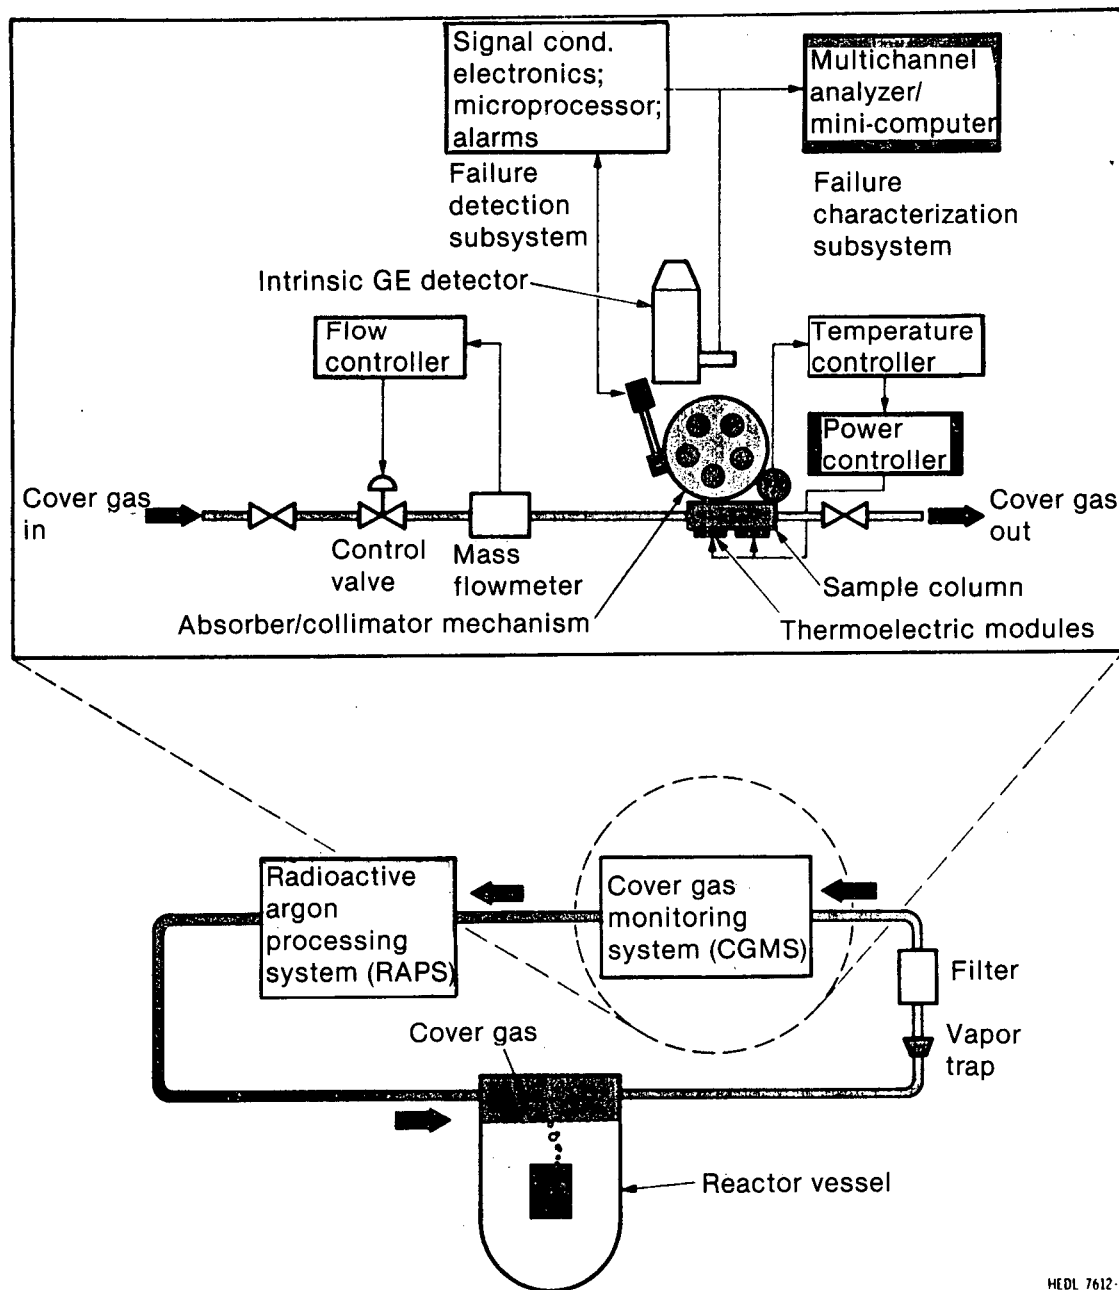 Signal cond.
electronics;
microprocessor;
alarms
Multichannel
analyzer/
mini-computer
Failure
detection
subsystem
Failure
characterization
subsystem
Intrinsic GE detector
Flow
controller
Temperature
controller
Power
controller
Cover gas
in
Control
valve
Mass
flowmeter
Cover gas
out
Sample column
Absorber/collimator mechanism
Thermoelectric modules
Radioactive
argon
processing
system (RAPS)
Cover gas
monitoring
system (CGMS)
Filter
Vapor
trap
Cover gas
Reactor vessel
HEDL 7612-